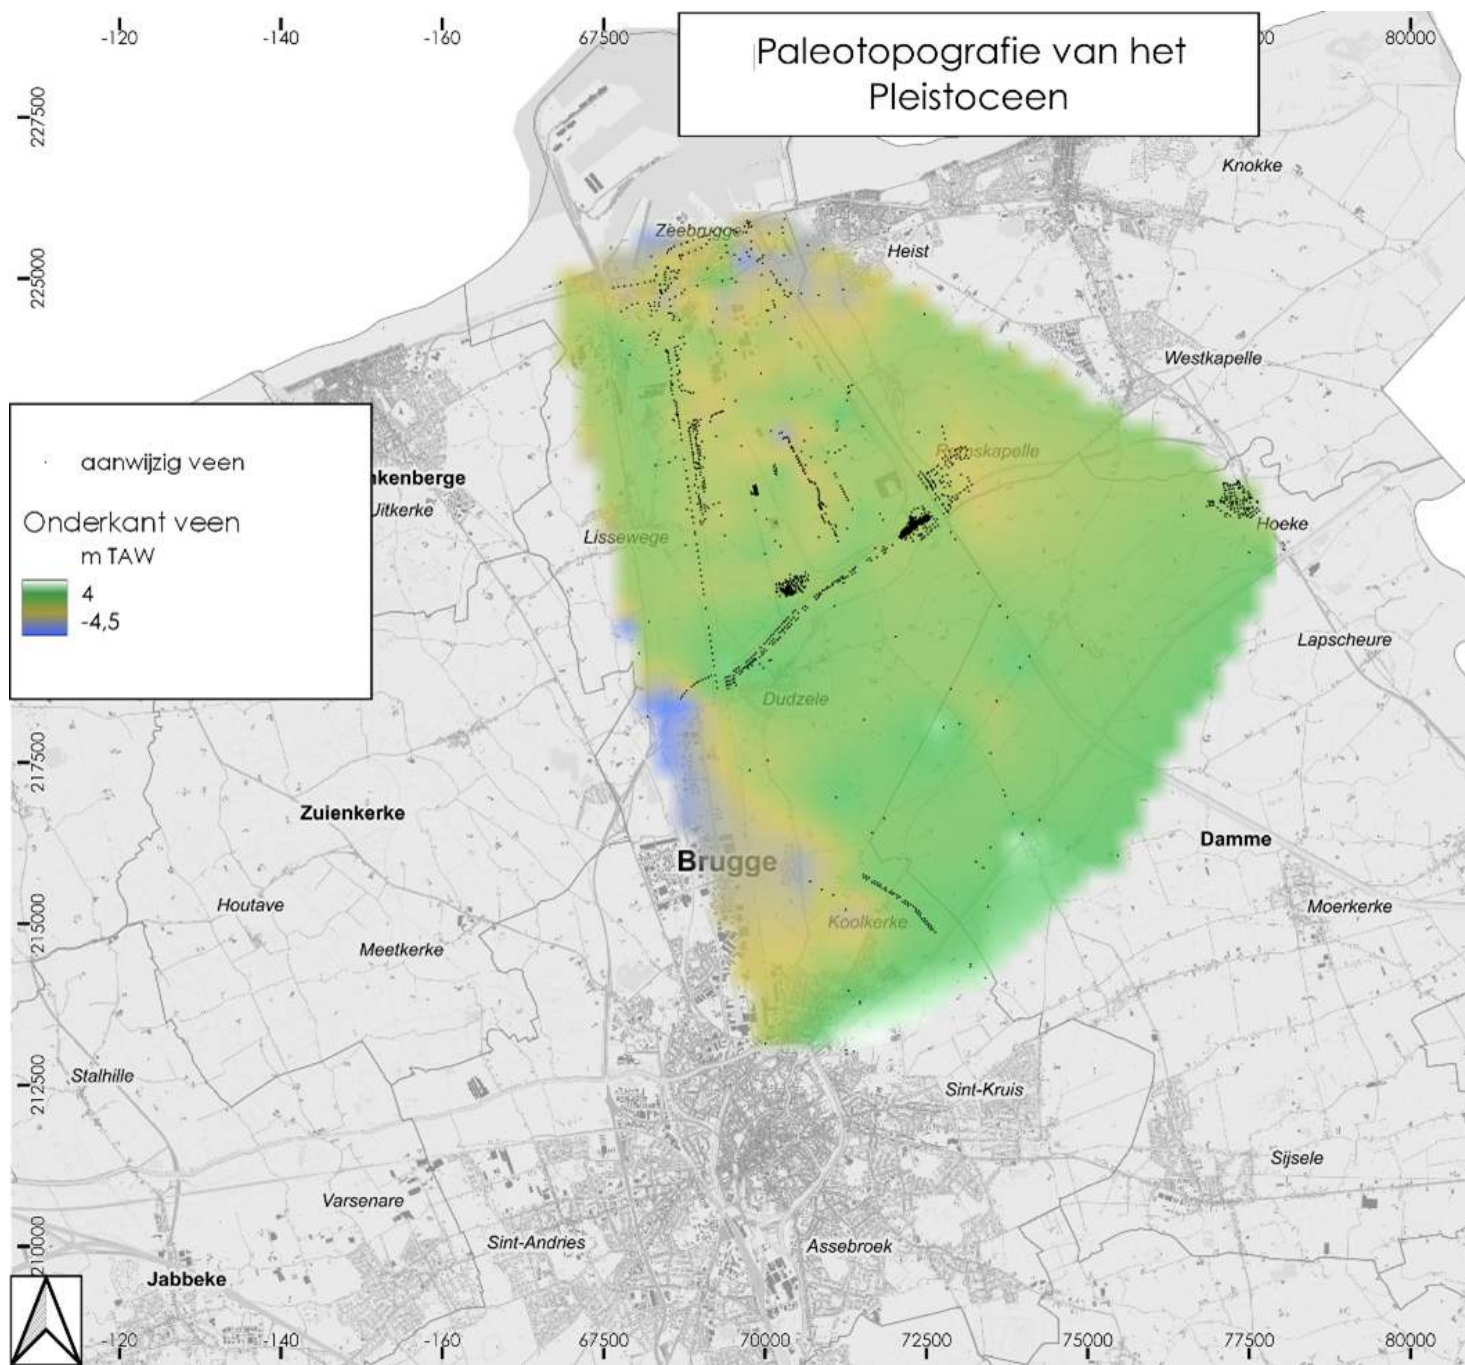 -120 -140 -160 67500 00 80000
Paleotopografie van het
Pleistoceen
227500
Knokke
Zeebrugge
Heist
225000
Westkapelle
aanwijzig veen
nkenberge
Uitkerke
Ramskapelle
Onderkant veen
m TAW
4
-4,5
Hoeke
Lissewege
Lapscheure
Dudzele
217500
Zuienkerke
Damme
Brugge
Houtave
Moerkerke
Koolkerke
215000
Meetkerke
Stalhille
212500
Sint-Kruis
Sijsele
Varsenare
210000
Sint-Andries
Assebroek
Jabbeke
-120 -140 -160 67500 70000 72500 75000 77500 80000